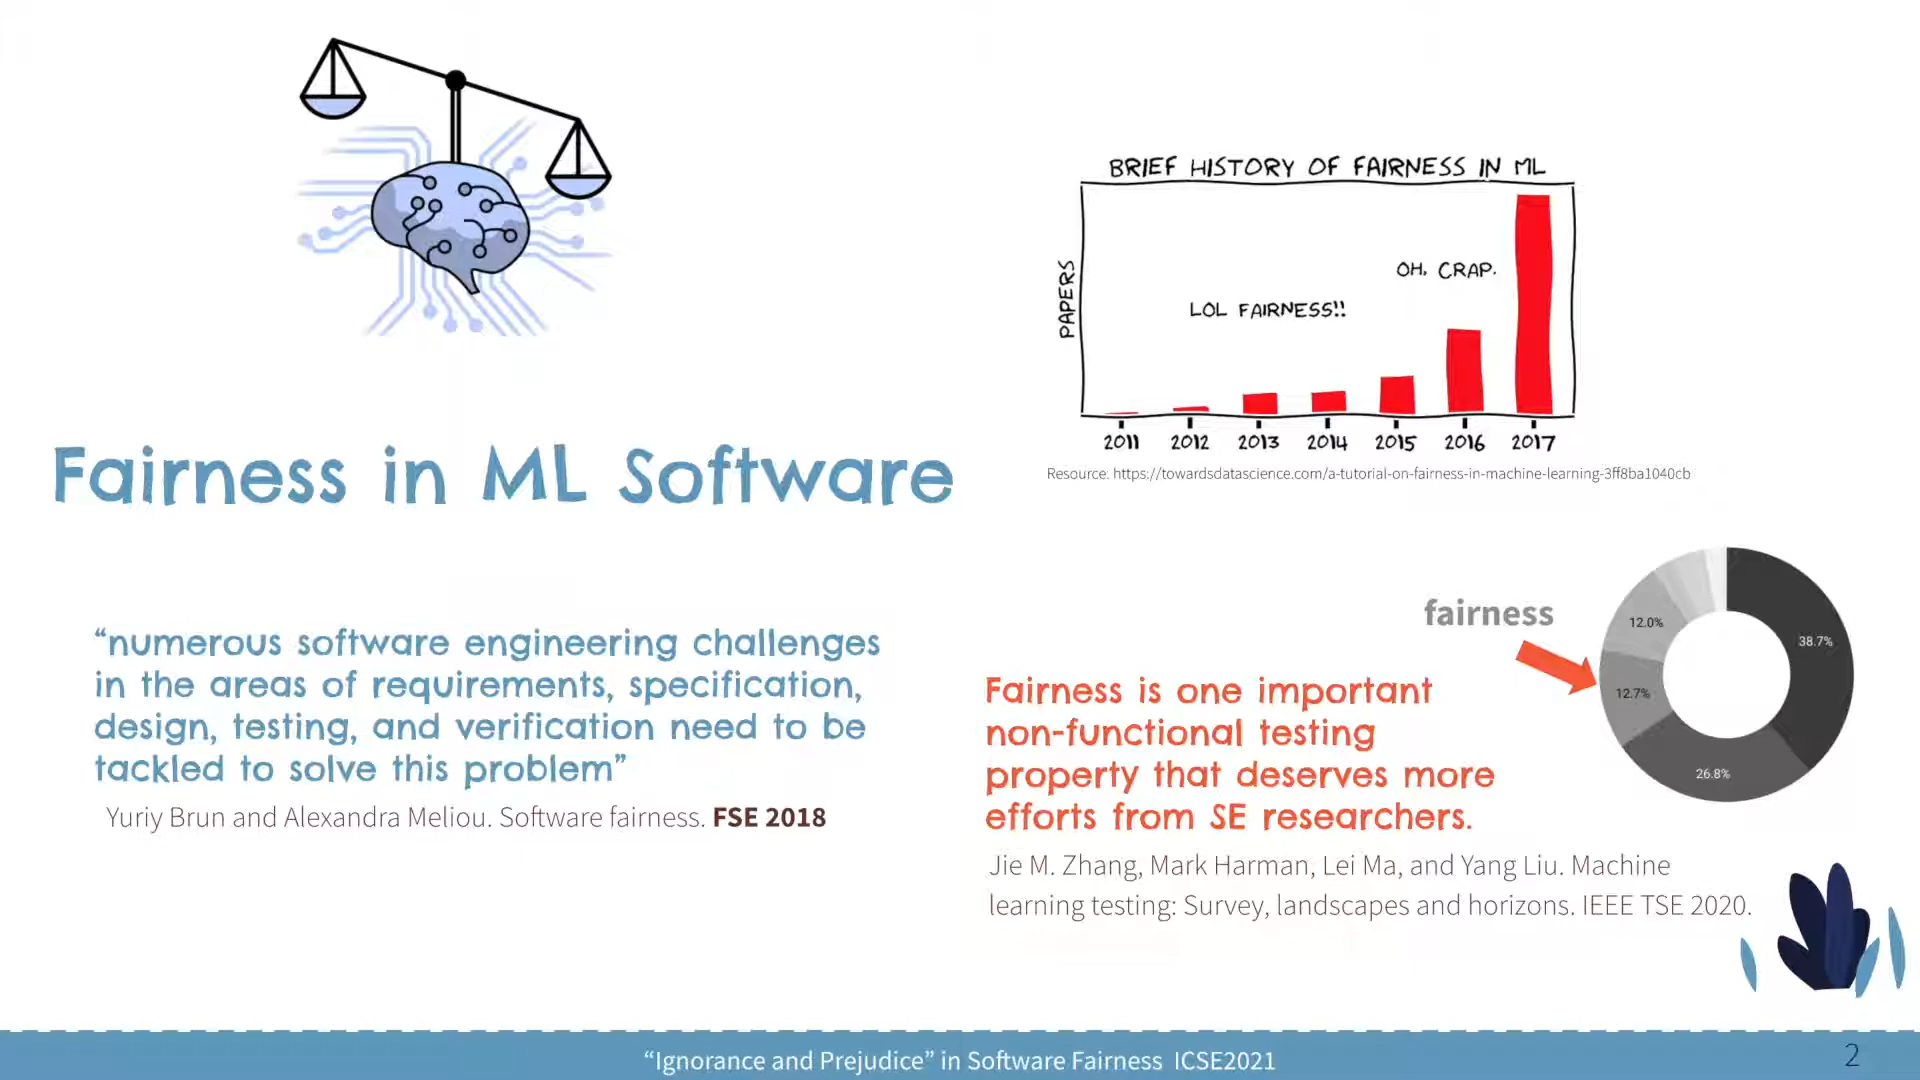 BRIEF HISTORY OF FAIRNESS IN ML
PAPERS
OH, CRAP.
LOL FAIRNESS!!
2011 2012 2013 2014 2015 2016 2017
Resource: https://towardsdatascience.com/a-tutorial-on-fairness-in-machine-learning-3ff8ba1040cb
Fairness in ML Software
“numerous software engineering challenges
in the areas of requirements, specification,
design, testing, and verification need to be
tackled to solve this problem”
Yuriy Brun and Alexandra Meliou. Software fairness. FSE 2018
fairness
12.0%
38.7%
12.7%
26.8%
Fairness is one important
non-functional testing
property that deserves more
efforts from SE researchers.
Jie M. Zhang, Mark Harman, Lei Ma, and Yang Liu. Machine
learning testing: Survey, landscapes and horizons. IEEE TSE 2020.
“Ignorance and Prejudice” in Software Fairness ICSE2021
2